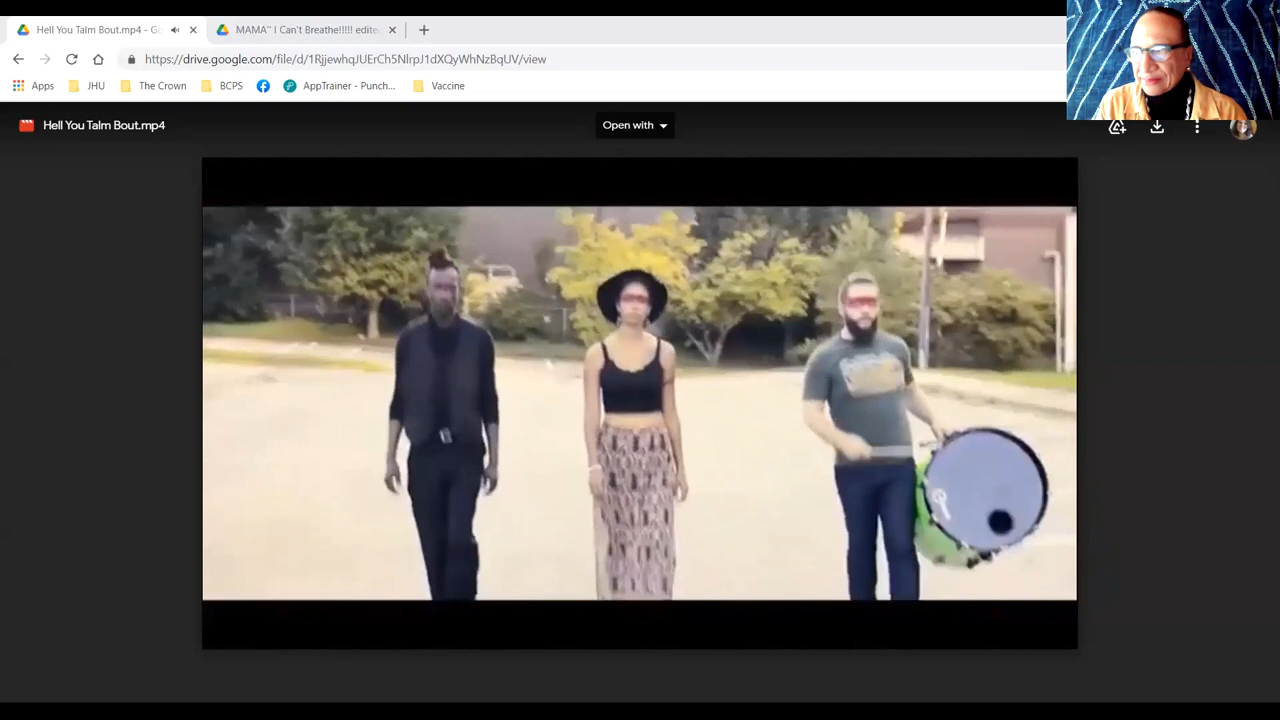 Hell You Talm Bout.mp4 - Go
MAMA" I Can't Breathe!!!!! edite
https://drive.google.com/file/d/1RjjewhqJUErCh5NlrpJ1dXQyWhNzBqUV/view
Apps JHU The Crown BCPS AppTrainer - Punch... Vaccine
Hell You Talm Bout.mp4
Open with